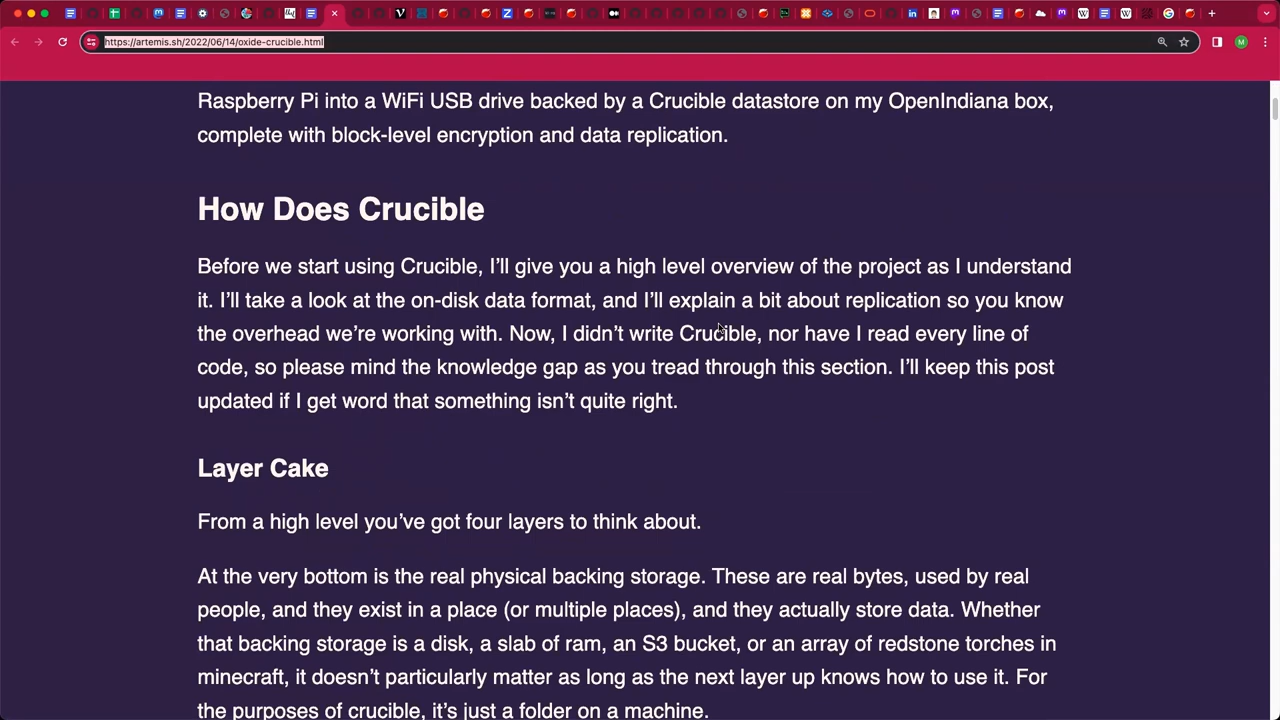 https://artemis.sh/2022/06/14/oxide-crucible.html
Raspberry Pi into a WiFi USB drive backed by a Crucible datastore on my OpenIndiana box,
complete with block-level encryption and data replication.
How Does Crucible
Before we start using Crucible, I’ll give you a high level overview of the project as I understand
it. I’ll take a look at the on-disk data format, and I’ll explain a bit about replication so you know
the overhead we’re working with. Now, I didn’t write Crucible, nor have I read every line of
code, so please mind the knowledge gap as you tread through this section. I’ll keep this post
updated if I get word that something isn’t quite right.
Layer Cake
From a high level you’ve got four layers to think about.
At the very bottom is the real physical backing storage. These are real bytes, used by real
people, and they exist in a place (or multiple places), and they actually store data. Whether
that backing storage is a disk, a slab of ram, an S3 bucket, or an array of redstone torches in
minecraft, it doesn’t particularly matter as long as the next layer up knows how to use it. For
the purposes of crucible, it’s just a folder on a machine.